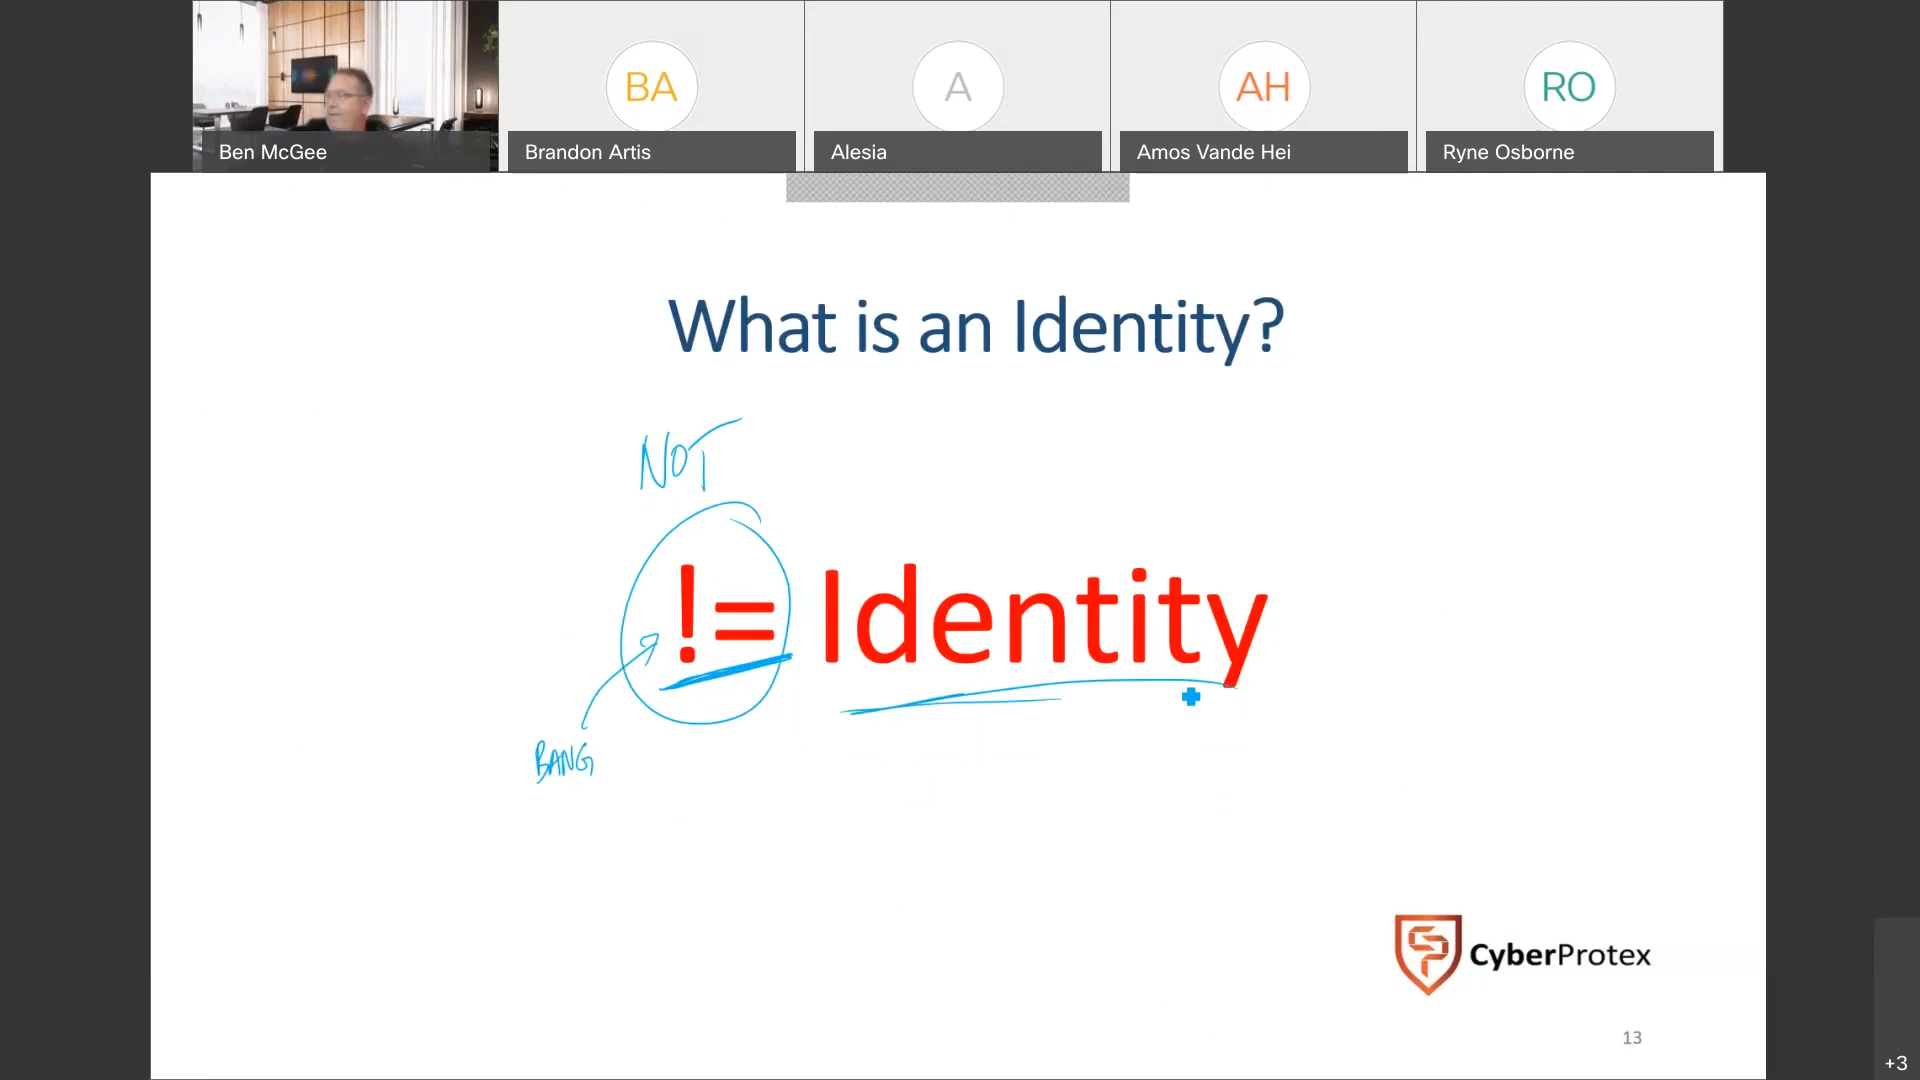 BA
A
AH
RO
Ben McGee
Brandon Artis
Alesia
Amos Vande Hei
Ryne Osborne
What is an Identity?
NOT
!= Identity
BANG
CyberProtex
13
+3